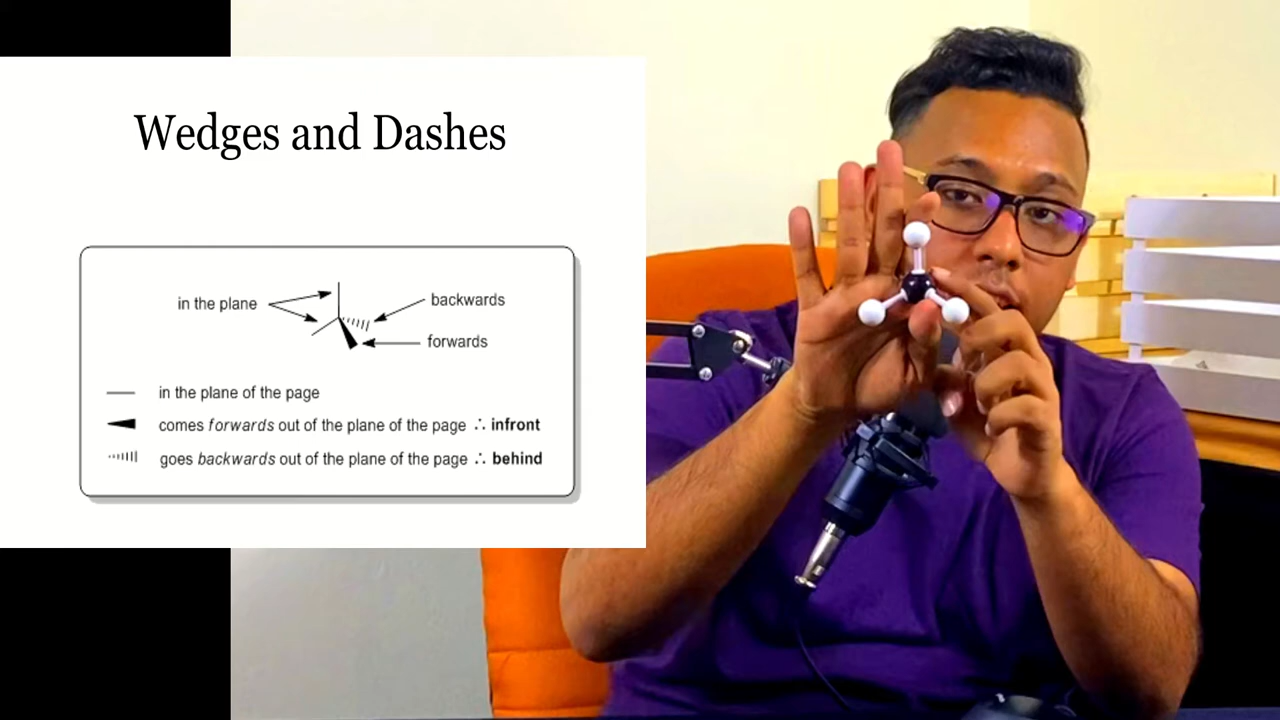 Wedges and Dashes
in the plane
backwards
forwards
in the plane of the page
comes forwards out of the plane of the page ∴ infront
goes backwards out of the plane of the page ∴ behind